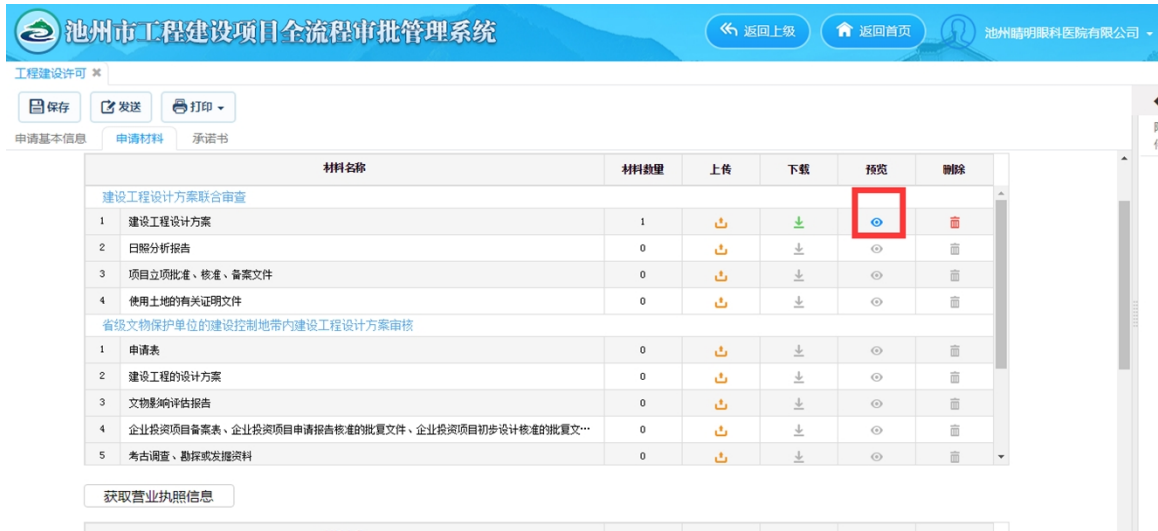 池州市工程建设项目全流程审批管理系统
返回上级
返回首页
池州晴明眼科医院有限公司
工程建设许可
保存
发送
打印
申请基本信息
申请材料
承诺书
材料名称 材料数量 上传 下载 预览 删除
建设工程设计方案联合审查
1 建设工程设计方案 1
2 日照分析报告 0
3 项目立项批准、核准、备案文件 0
4 使用土地的有关证明文件 0
省级文物保护单位的建设控制地带内建设工程设计方案审核
1 申请表 0
2 建设工程的设计方案 0
3 文物影响评估报告 0
4 企业投资项目备案表、企业投资项目申请报告核准的批复文件、企业投资项目初步设计核准的批复文… 0
5 考古调查、勘探或发掘资料 0
获取营业执照信息